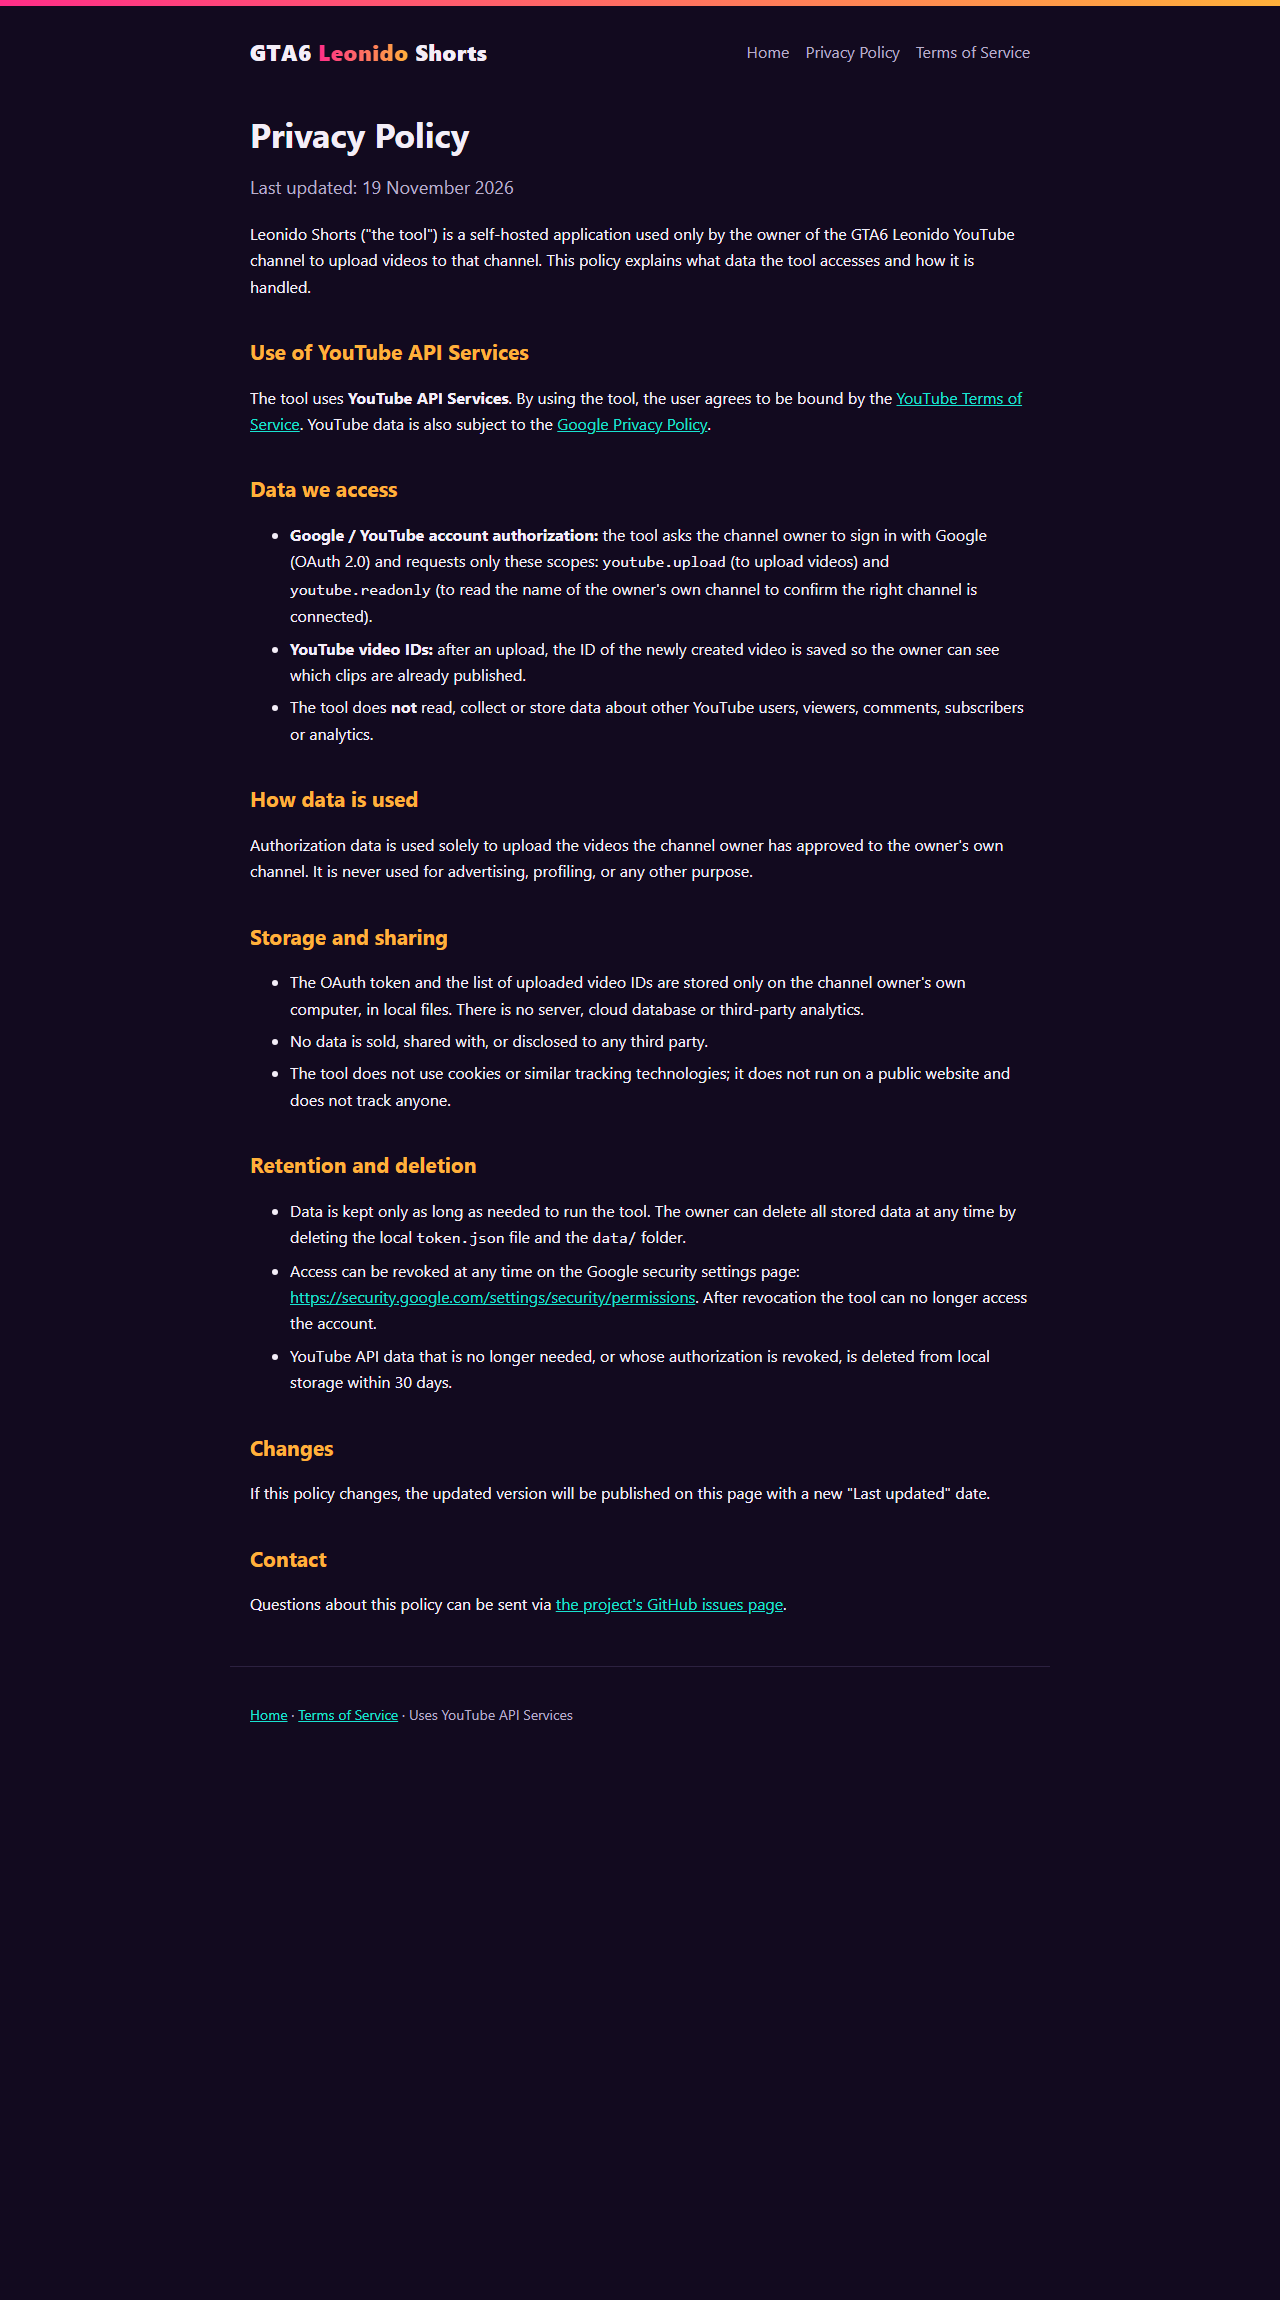 GTA6 Leonido Shorts
Home Privacy Policy Terms of Service
Privacy Policy
Last updated: 19 November 2026
Leonido Shorts ("the tool") is a self-hosted application used only by the owner of the GTA6 Leonido YouTube
channel to upload videos to that channel. This policy explains what data the tool accesses and how it is
handled.
Use of YouTube API Services
The tool uses YouTube API Services. By using the tool, the user agrees to be bound by the YouTube Terms of
Service. YouTube data is also subject to the Google Privacy Policy.
Data we access
• Google / YouTube account authorization: the tool asks the channel owner to sign in with Google
(OAuth 2.0) and requests only these scopes: youtube.upload (to upload videos) and
youtube.readonly (to read the name of the owner's own channel to confirm the right channel is
connected).
• YouTube video IDs: after an upload, the ID of the newly created video is saved so the owner can see
which clips are already published.
• The tool does not read, collect or store data about other YouTube users, viewers, comments, subscribers
or analytics.
How data is used
Authorization data is used solely to upload the videos the channel owner has approved to the owner's own
channel. It is never used for advertising, profiling, or any other purpose.
Storage and sharing
• The OAuth token and the list of uploaded video IDs are stored only on the channel owner's own
computer, in local files. There is no server, cloud database or third-party analytics.
• No data is sold, shared with, or disclosed to any third party.
• The tool does not use cookies or similar tracking technologies; it does not run on a public website and
does not track anyone.
Retention and deletion
• Data is kept only as long as needed to run the tool. The owner can delete all stored data at any time by
deleting the local token.json file and the data/ folder.
• Access can be revoked at any time on the Google security settings page:
https://security.google.com/settings/security/permissions. After revocation the tool can no longer access
the account.
• YouTube API data that is no longer needed, or whose authorization is revoked, is deleted from local
storage within 30 days.
Changes
If this policy changes, the updated version will be published on this page with a new "Last updated" date.
Contact
Questions about this policy can be sent via the project's GitHub issues page.
Home · Terms of Service · Uses YouTube API Services